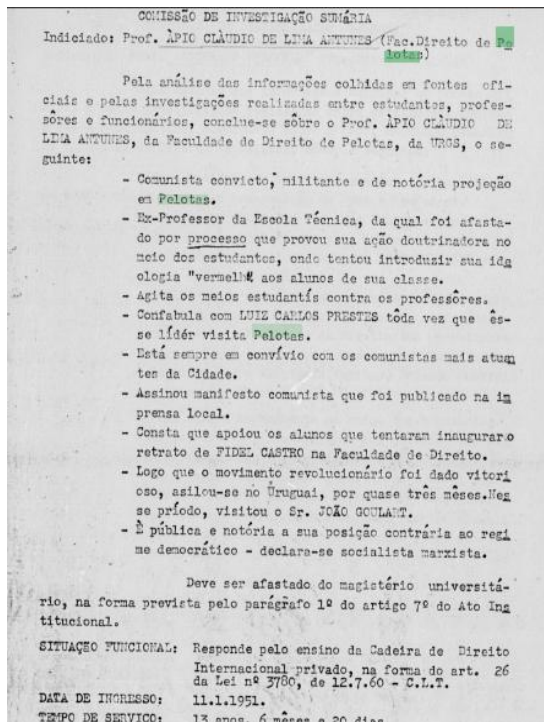 COMISSÃO DE INVESTIGAÇÃO SUMÁRIA
Indiciado: Prof. ÀPIO CLÀUDIO DE LIMA ANTUNES (Fac.Direito de Pe
lotas)
Pela análise das informações colhidas em fontes ofi-
ciais e pelas investigações realizadas entre estudantes, profes-
sôres e funcionários, conclue-se sôbre o Prof. ÀPIO CLÀUDIO DE
LIMA ANTUNES, da Faculdade de Direito de Pelotas, da URGS, o se-
guinte:
- Comunista convicto, militante e de notória projeção
em Pelotas.
- Ex-Professor da Escola Técnica, da qual foi afasta-
do por processo que provou sua ação doutrinadora no
meio dos estudantes, onde tentou introduzir sua ide
ologia "vermelha" aos alunos de sua classe.
- Agita os meios estudantís contra os professôres.
- Confabula com LUIZ CARLOS PRESTES tôda vez que ês-
se lídér visita Pelotas.
- Está sempre em convívio com os comunistas mais atuan
tes da Cidade.
- Assinou manifesto comunista que foi publicado na im
prensa local.
- Consta que apoiou os alunos que tentaram inaugurar o
retrato de FIDEL CASTRO na Faculdade de Direito.
- Logo que o movimento revolucionário foi dado vitori
oso, asilou-se no Uruguai, por quase três mêses.Nes
se príodo, visitou o Sr. JOÃO GOULART.
- È pública e notória a sua posição contrária ao regi
me democrático - declara-se socialista marxista.
Deve ser afastado do magistério universitá-
rio, na forma prevista pelo parágrafo 1º do artigo 7º do Ato Ins
titucional.
SITUAÇÃO FUNCIONAL: Responde pelo ensino da Cadeira de Direito
Internacional privado, na forma do art. 26
da Lei nº 3780, de 12.7.60 - C.L.T.
DATA DE INGRESSO: 11.1.1951.
TEMPO DE SERVIÇO: 13 anos, 6 mêses e 20 dias.